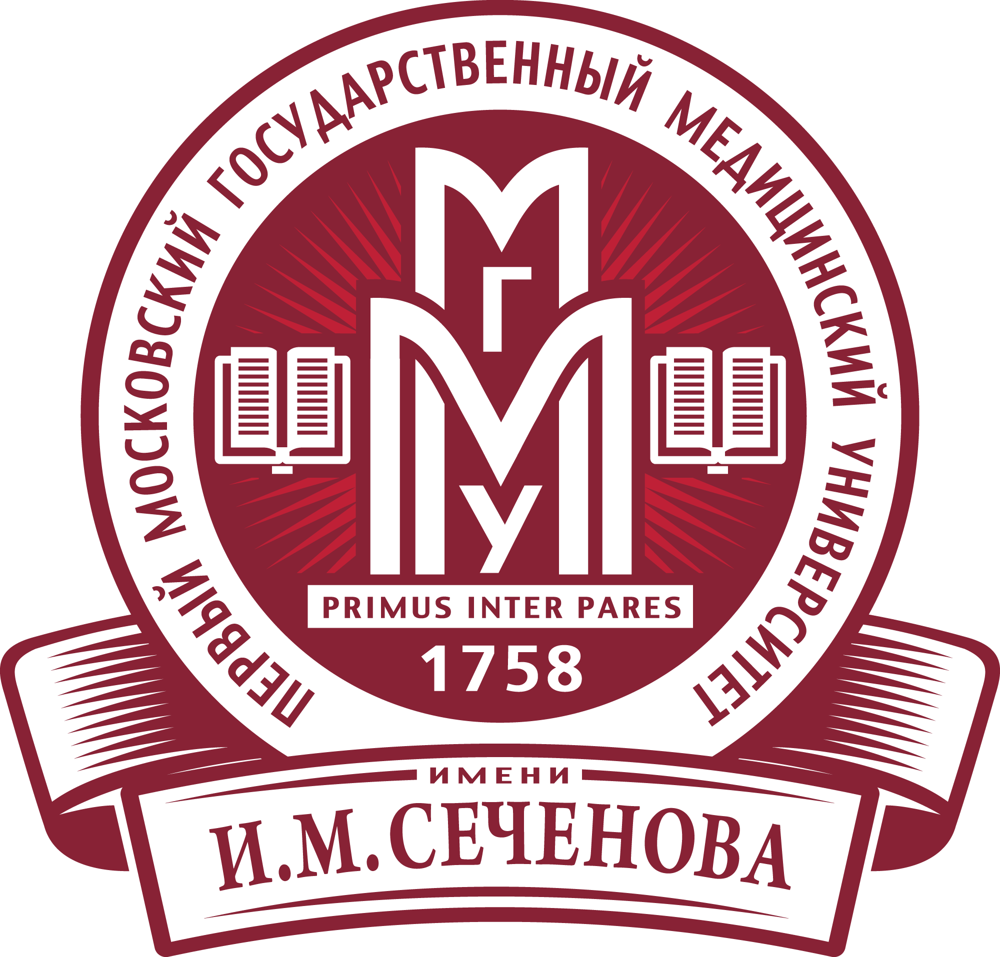 ПЕРВЫЙ МОСКОВСКИЙ ГОСУДАРСТВЕННЫЙ МЕДИЦИНСКИЙ УНИВЕРСИТЕТ
М
Г
М
У
PRIMUS INTER PARES
1758
ИМЕНИ
И.М.СЕЧЕНОВА